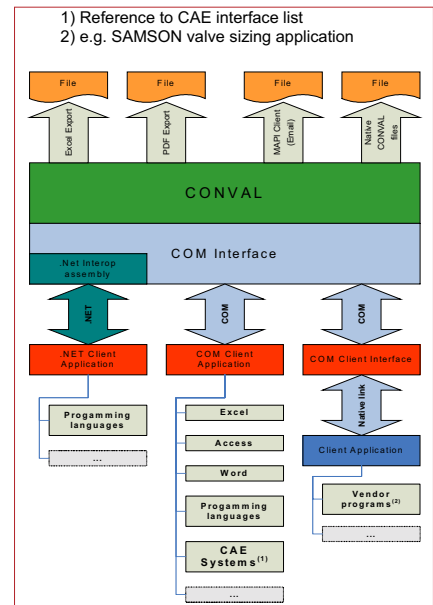 1) Reference to CAE interface list
2) e.g. SAMSON valve sizing application
File
File
File
File
Excel Export
PDF Export
MAPI Client
(Email)
Native
CONVAL
files
CONVAL
COM Interface
.Net Interop
assembly
.NET
COM
COM
.NET Client
Application
COM Client
Application
COM Client Interface
Progamming
languages
...
Excel
Access
Word
Progamming
languages
CAE
Systems(1)
...
Native link
Client Application
Vendor
programs(2)
...